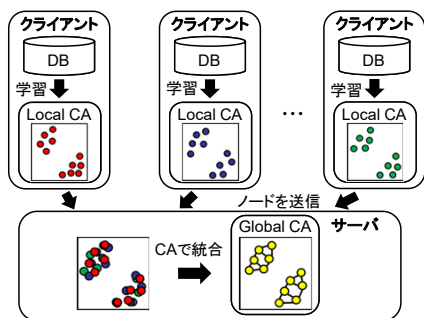 クライアント
DB
学習
Local CA
クライアント
DB
学習
Local CA
…
クライアント
DB
学習
Local CA
ノードを送信
サーバ
CAで統合
Global CA